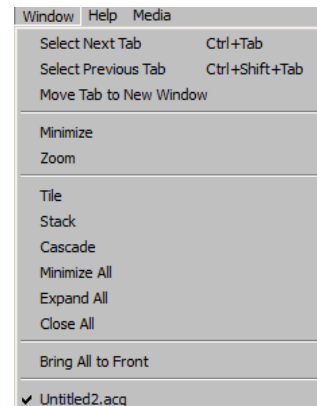 Window Help Media
Select Next Tab Ctrl+Tab
Select Previous Tab Ctrl+Shift+Tab
Move Tab to New Window
Minimize
Zoom
Tile
Stack
Cascade
Minimize All
Expand All
Close All
Bring All to Front
✔ Untitled2.acq